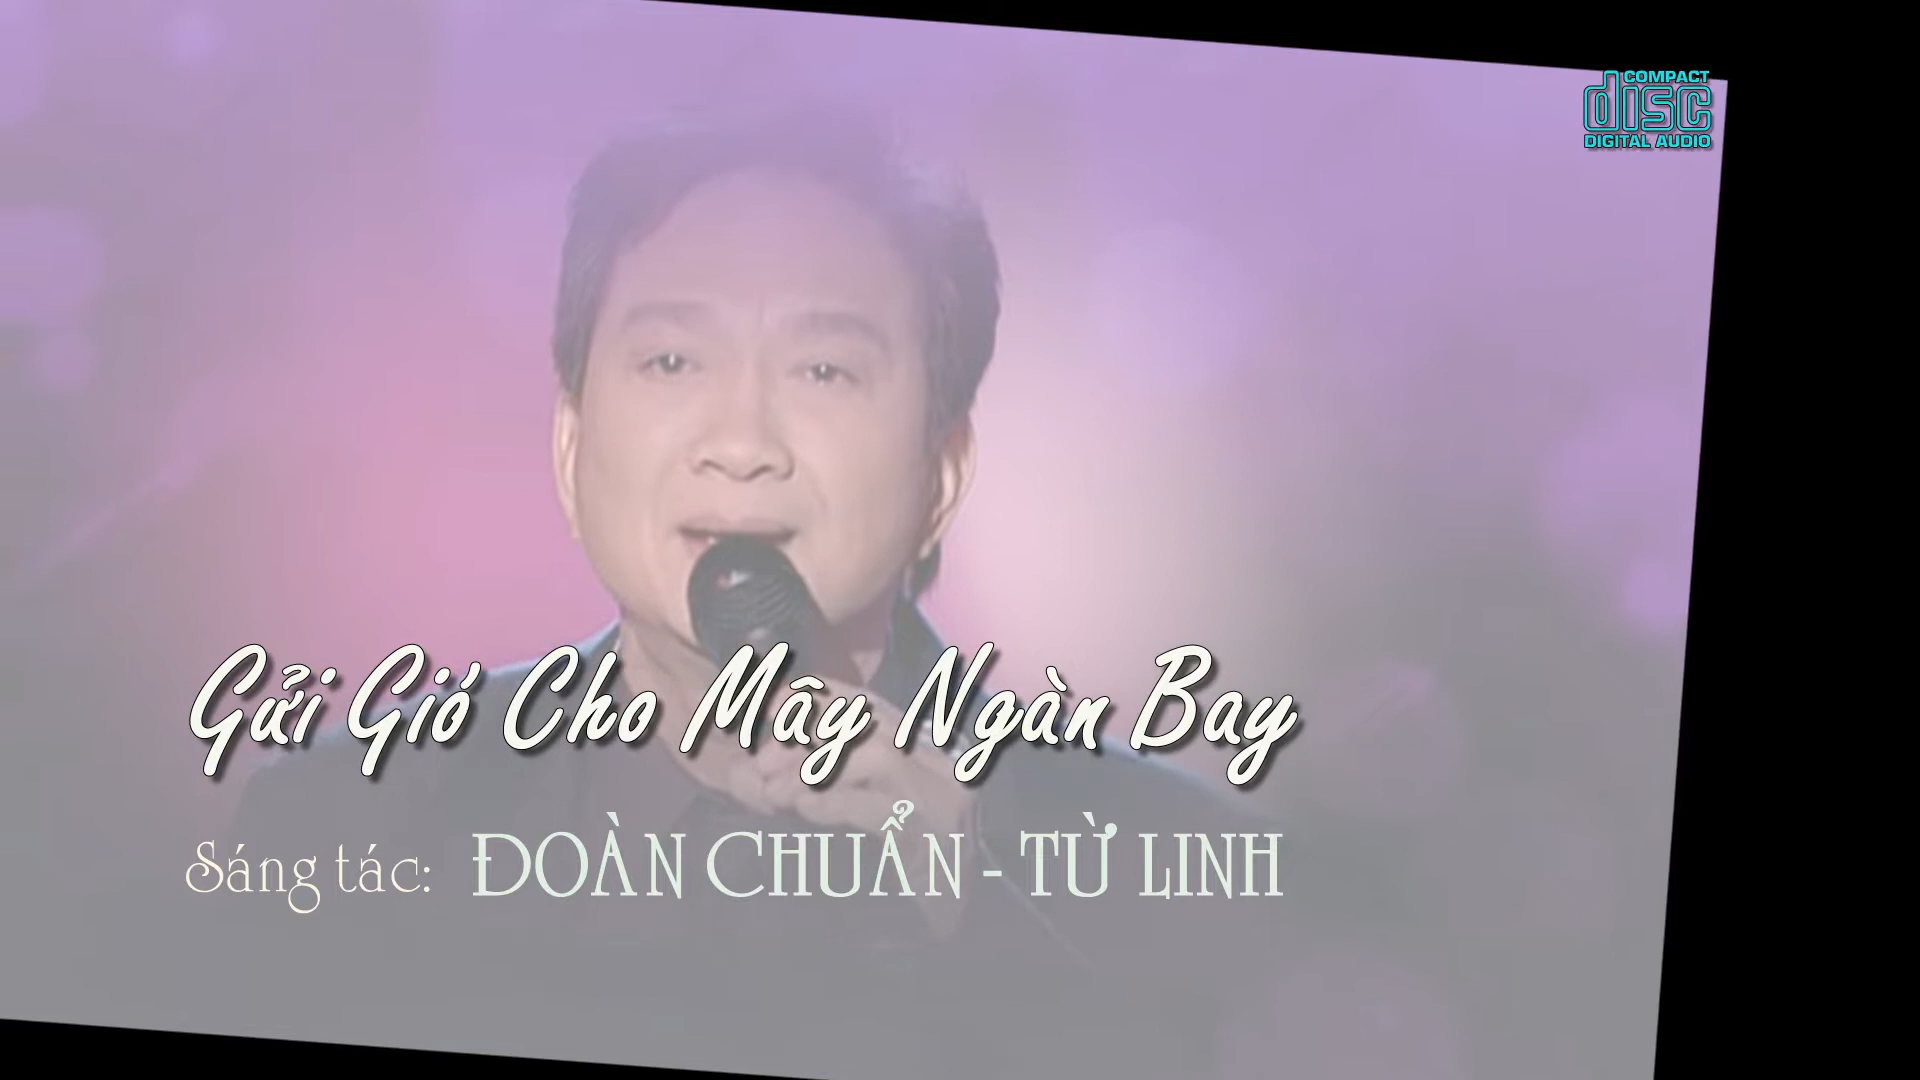 COMPACT
disc
DIGITAL AUDIO
Gửi Gió Cho Mây Ngàn Bay
Sáng tác: ĐOÀN CHUẨN - TỪ LINH